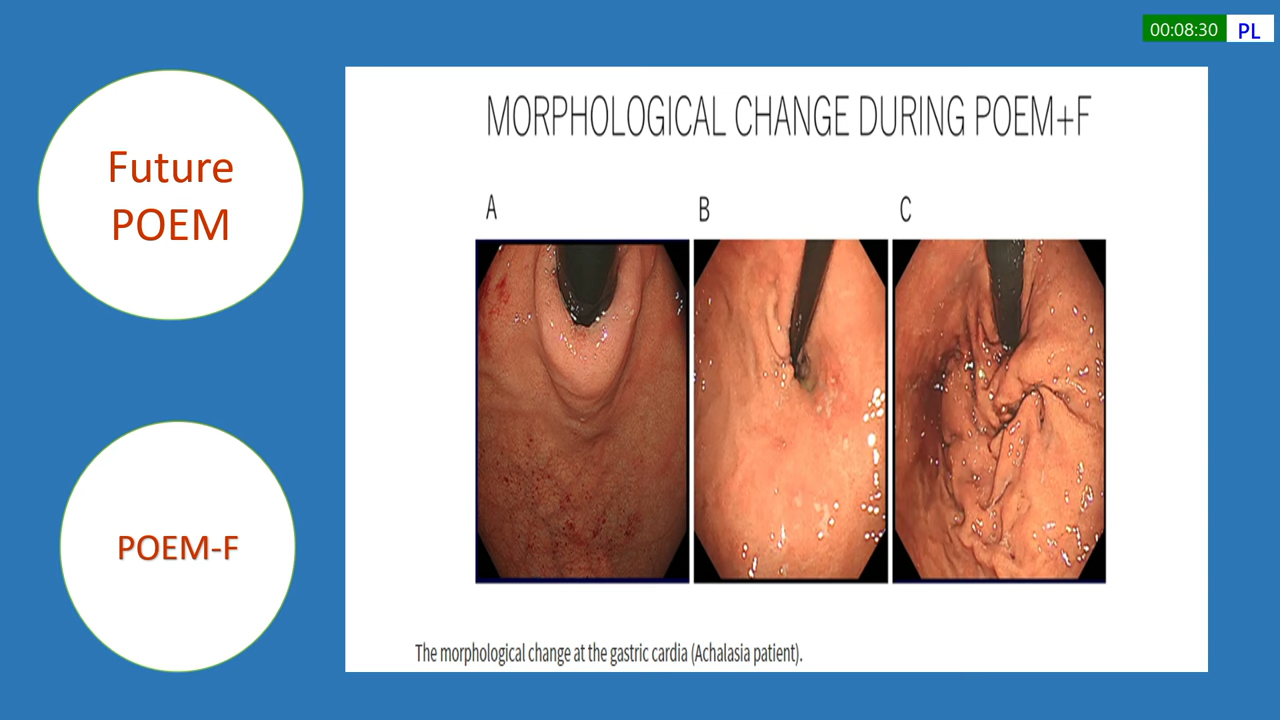 00:08:30 PL
Future
POEM
MORPHOLOGICAL CHANGE DURING POEM+F
A B C
POEM-F
The morphological change at the gastric cardia (Achalasia patient).